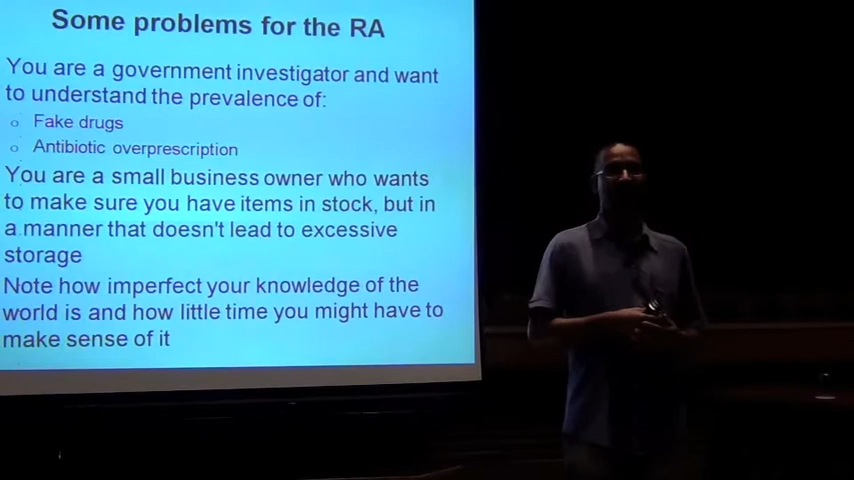 Some problems for the RA
You are a government investigator and want
to understand the prevalence of:
o Fake drugs
o Antibiotic overprescription
You are a small business owner who wants
to make sure you have items in stock, but in
a manner that doesn't lead to excessive
storage
Note how imperfect your knowledge of the
world is and how little time you might have to
make sense of it